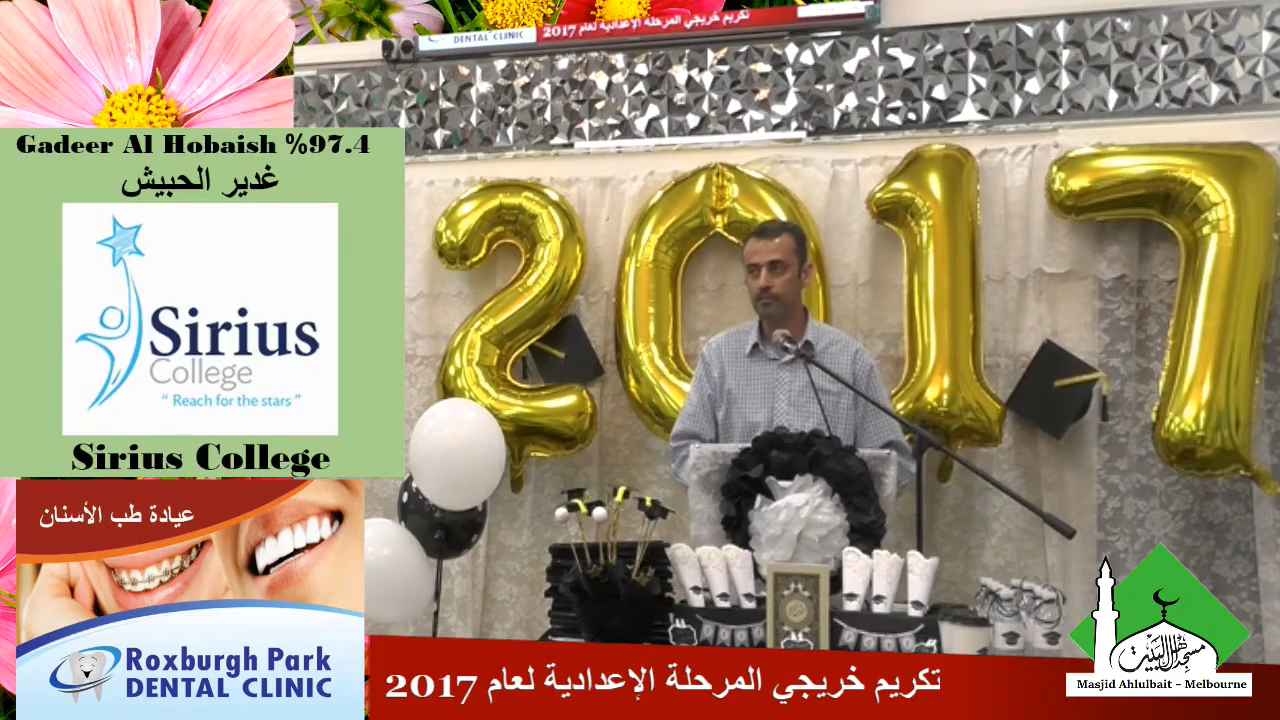 تكريم خريجي المرحلة الإعدادية لعام 2017
DENTAL CLINIC
Gadeer Al Hobaish %97.4
غدير الحبيش
2017
Sirius
College
“ Reach for the stars ”
Sirius College
عيادة طب الأسنان
Roxburgh Park
DENTAL CLINIC
تكريم خريجي المرحلة الإعدادية لعام 2017
مسجد أهل البيت
Masjid Ahlulbait – Melbourne